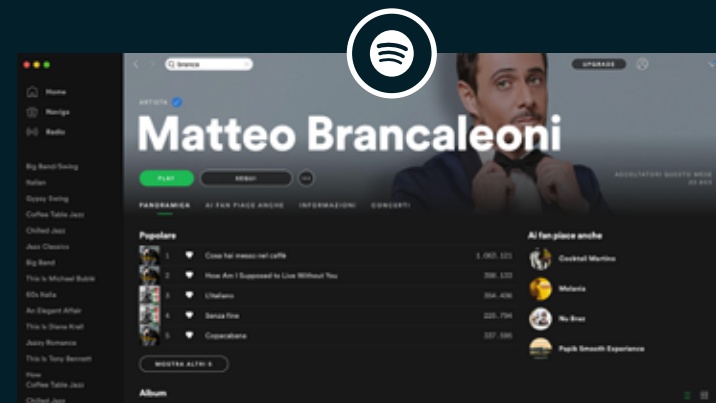 branca
UPGRADE
Home
Naviga
Radio
ARTISTA
Matteo Brancaleoni
PLAY
SEGUI
ASCOLTATORI QUESTO MESE
PANORAMICA AI FAN PIACE ANCHE INFORMAZIONI CONCERTI
Big Band/Swing
Italian
Gypsy Swing
Coffee Table Jazz
Chilled Jazz
Jazz Classics
Big Band
This Is Michael Bublé
60s Italia
An Elegant Affair
This Is Diana Krall
Jazzy Romance
This Is Tony Bennett
Coffee Table Jazz
Chilled Jazz
Popolare
1 Cosa hai messo nel caffè
2 How Am I Supposed to Live Without You
3 L'italiano
4 Senza fine
5 Copacabana
MOSTRA ALTRI 5
Album
Ai fan piace anche
Cocktail Martino
Melania
Nu Braz
Papik Smooth Experience